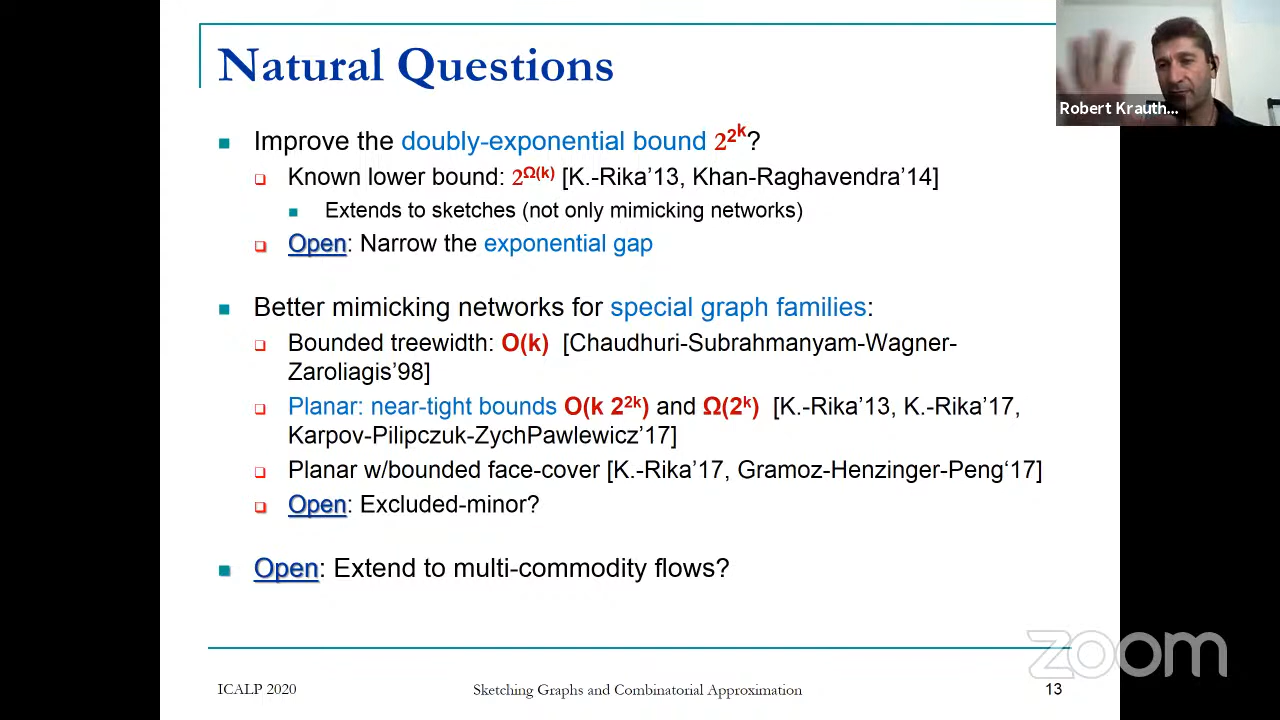 Natural Questions
Robert Krauth...
Improve the doubly-exponential bound 2^2^k?
Known lower bound: 2^Ω(k) [K.-Rika'13, Khan-Raghavendra'14]
Extends to sketches (not only mimicking networks)
Open: Narrow the exponential gap
Better mimicking networks for special graph families:
Bounded treewidth: O(k) [Chaudhuri-Subrahmanyam-Wagner-
Zaroliagis'98]
Planar: near-tight bounds O(k 2^2k) and Ω(2^k) [K.-Rika'13, K.-Rika'17,
Karpov-Pilipczuk-ZychPawlewicz'17]
Planar w/bounded face-cover [K.-Rika'17, Gramoz-Henzinger-Peng'17]
Open: Excluded-minor?
Open: Extend to multi-commodity flows?
zoom
ICALP 2020
Sketching Graphs and Combinatorial Approximation
13